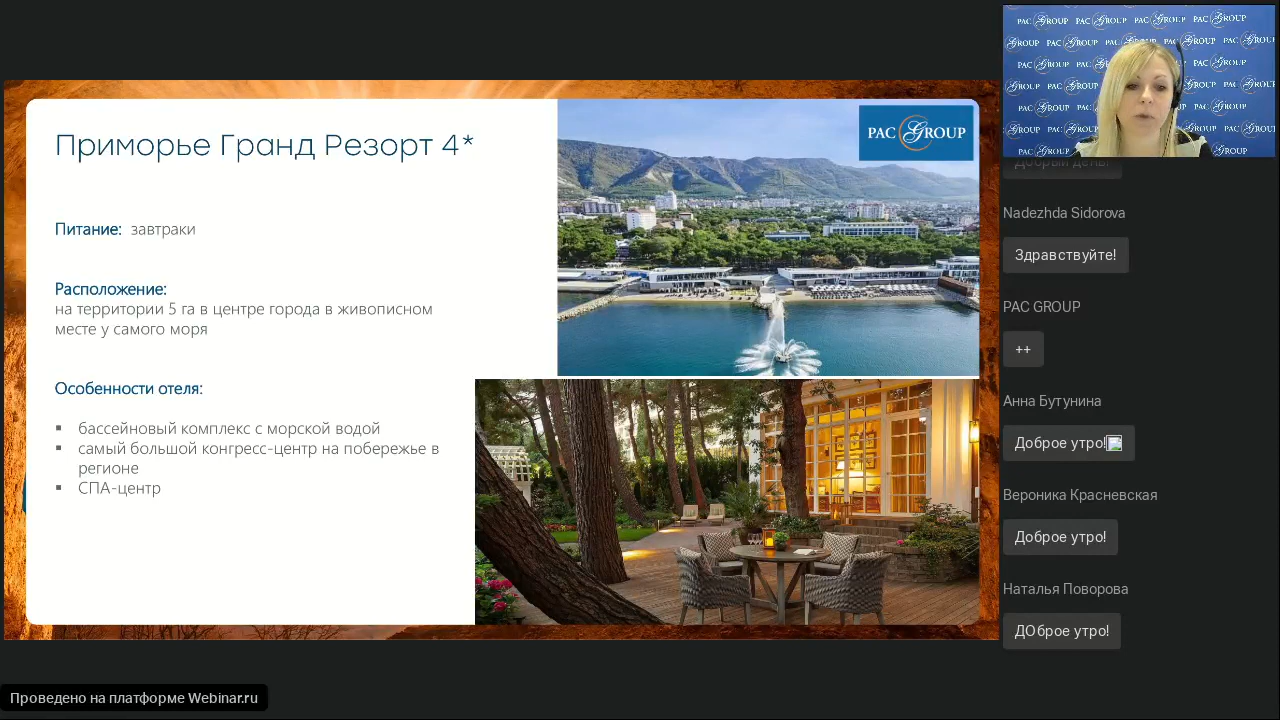 Приморье Гранд Резорт 4*
Питание: завтраки
Расположение:
на территории 5 га в центре города в живописном
месте у самого моря
Особенности отеля:
▪ бассейновый комплекс с морской водой
▪ самый большой конгресс-центр на побережье в
регионе
▪ СПА-центр
PAC GROUP
Добрый день!
Nadezhda Sidorova
Здравствуйте!
PAC GROUP
++
Анна Бутунина
Доброе утро!
Вероника Красневская
Доброе утро!
Наталья Поворова
ДОброе утро!
Проведено на платформе Webinar.ru